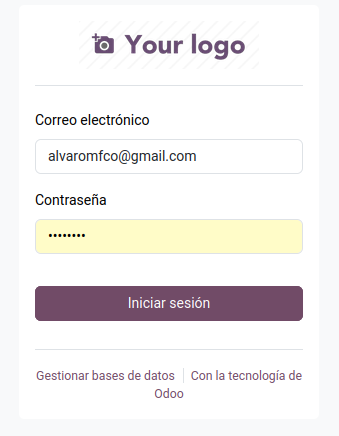 Your logo
Correo electrónico
alvaromfco@gmail.com
Contraseña
••••••••
Iniciar sesión
Gestionar bases de datos | Con la tecnología de
Odoo